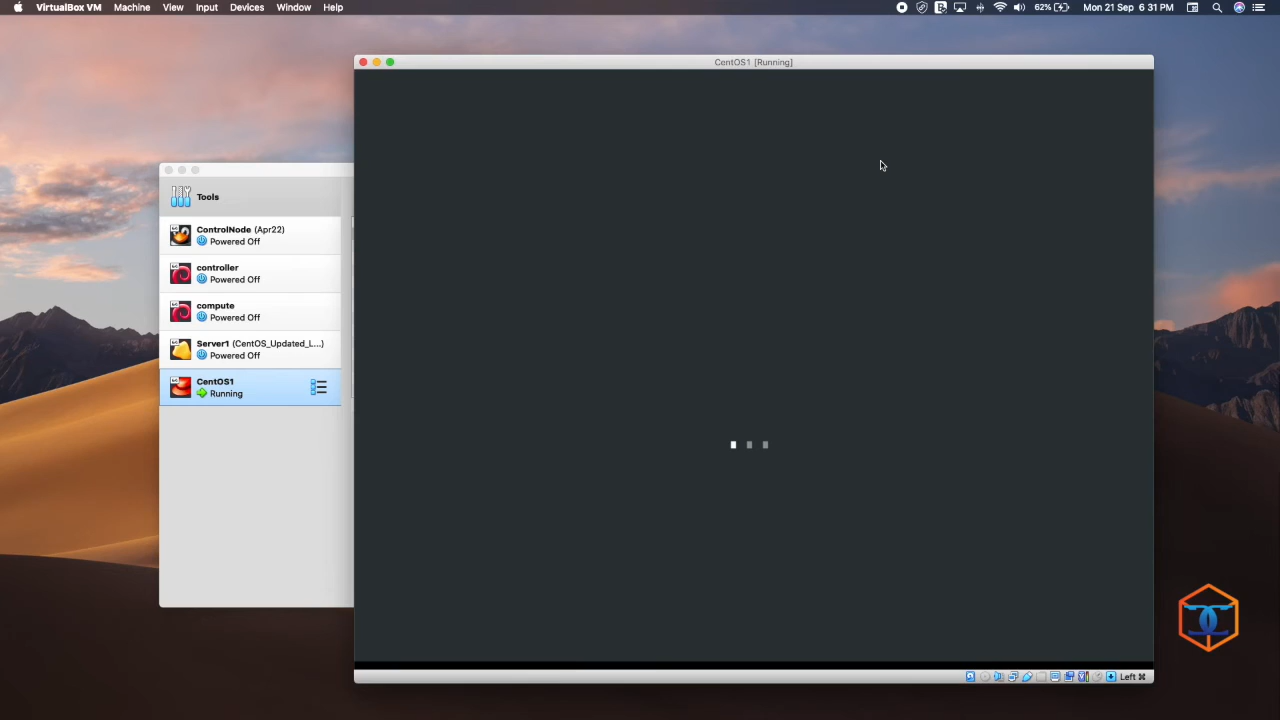 VirtualBox VM Machine View Input Devices Window Help 62% Mon 21 Sep 6 31 PM
CentOS1 [Running]
Tools
ControlNode (Apr22)
Powered Off
controller
Powered Off
compute
Powered Off
Server1 (CentOS_Updated_L...)
Powered Off
CentOS1
Running
Left ⌘